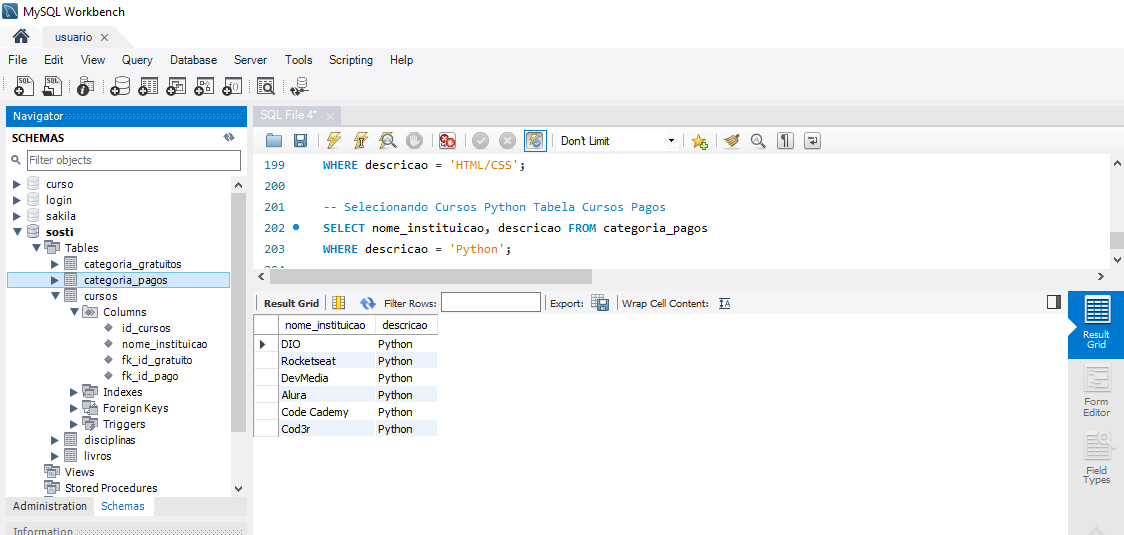 MySQL Workbench
usuario
File Edit View Query Database Server Tools Scripting Help
Navigator
SCHEMAS
Filter objects
curso
login
sakila
sosti
Tables
categoria_gratuitos
categoria_pagos
cursos
Columns
id_cursos
nome_instituicao
fk_id_gratuito
fk_id_pago
Indexes
Foreign Keys
Triggers
disciplinas
livros
Views
Stored Procedures
Administration Schemas
Information
SQL File 4*
Don't Limit
199 WHERE descricao = 'HTML/CSS';
200
201 -- Selecionando Cursos Python Tabela Cursos Pagos
202 SELECT nome_instituicao, descricao FROM categoria_pagos
203 WHERE descricao = 'Python';
Result Grid Filter Rows: Export: Wrap Cell Content:
nome_instituicao descricao
DIO Python
Rocketseat Python
DevMedia Python
Alura Python
Code Cademy Python
Cod3r Python
Result
Grid
Form
Editor
Field
Types